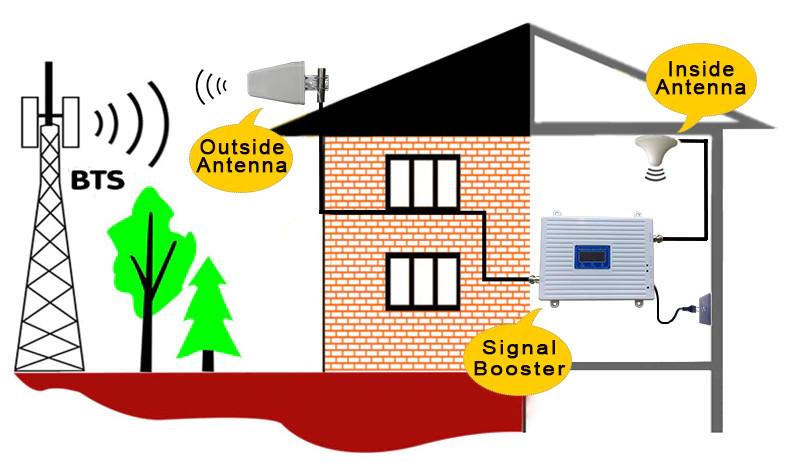 BTS
Outside
Antenna
Inside
Antenna
Signal
Booster